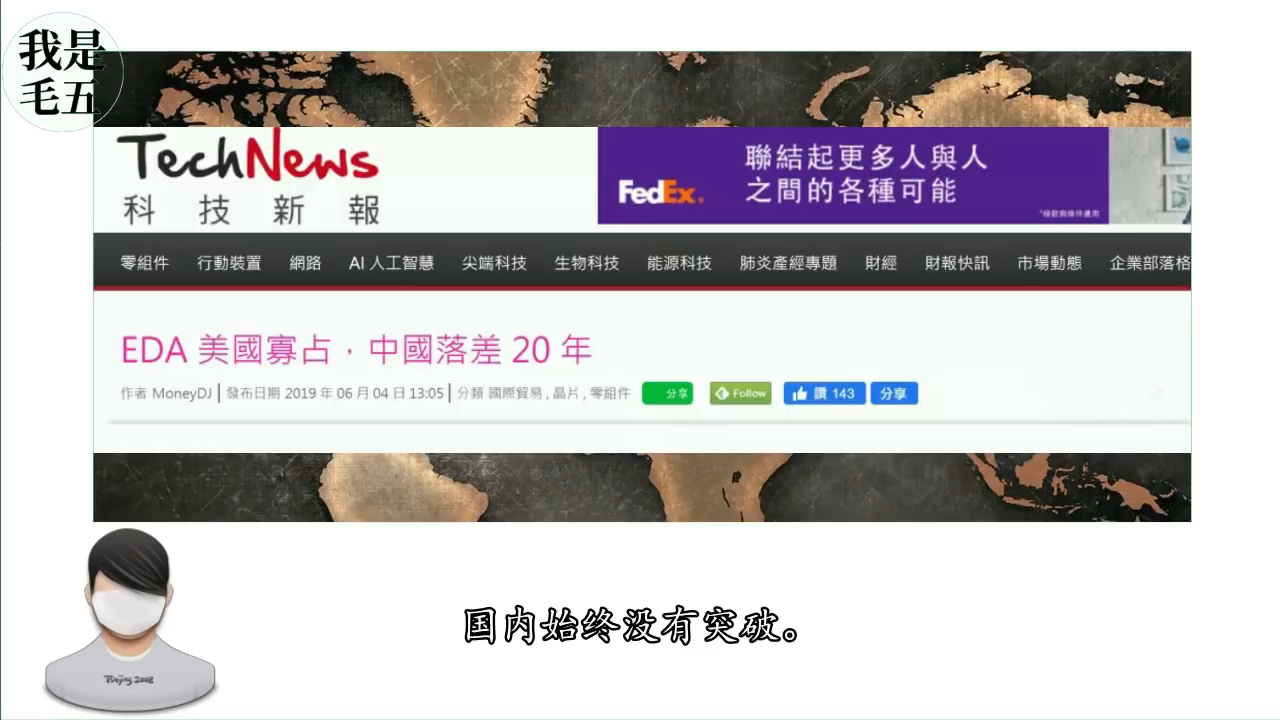 我是
毛五
TechNews
科技新報
FedEx
聯結起更多人與人
之間的各種可能
零組件 行動裝置 網路 AI 人工智慧 尖端科技 生物科技 能源科技 肺炎產經專題 財經 財報快訊 市場動態 企業部落格
EDA 美國寡占，中國落差 20 年
作者 MoneyDJ | 發布日期 2019 年 06 月 04 日 13:05 | 分類 國際貿易 , 晶片 , 零組件 分享 Follow 讚 143 分享
国内始终没有突破。
Beijing 2008